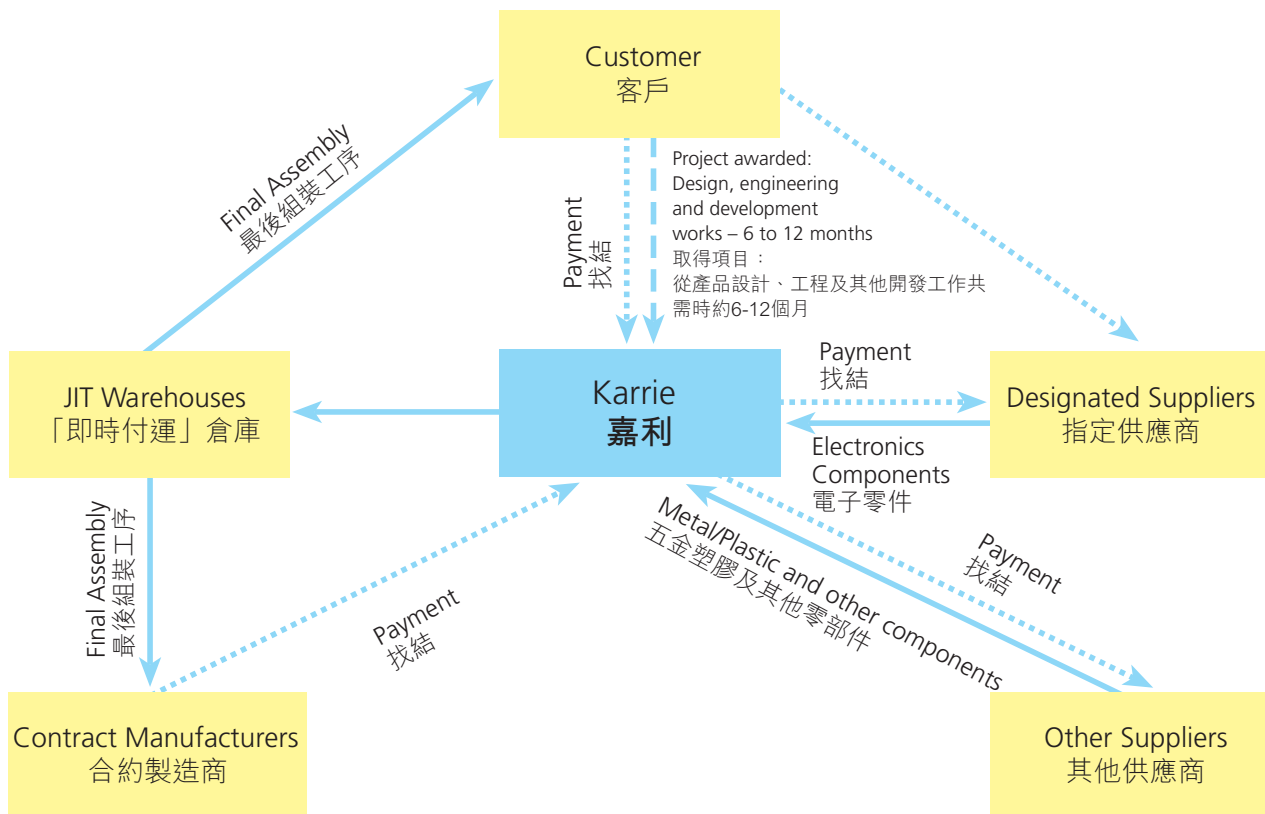 Customer
客戶
Final Assembly
最後組裝工序
Payment
找結
Project awarded:
Design, engineering
and development
works – 6 to 12 months
取得項目：
從產品設計、工程及其他開發工作共
需時約6-12個月
JIT Warehouses
「即時付運」倉庫
Karrie
嘉利
Payment
找結
Designated Suppliers
指定供應商
Electronics
Components
電子零件
Final Assembly
最後組裝工序
Payment
找結
Metal/Plastic and other components
五金塑膠及其他零部件
Payment
找結
Contract Manufacturers
合約製造商
Other Suppliers
其他供應商